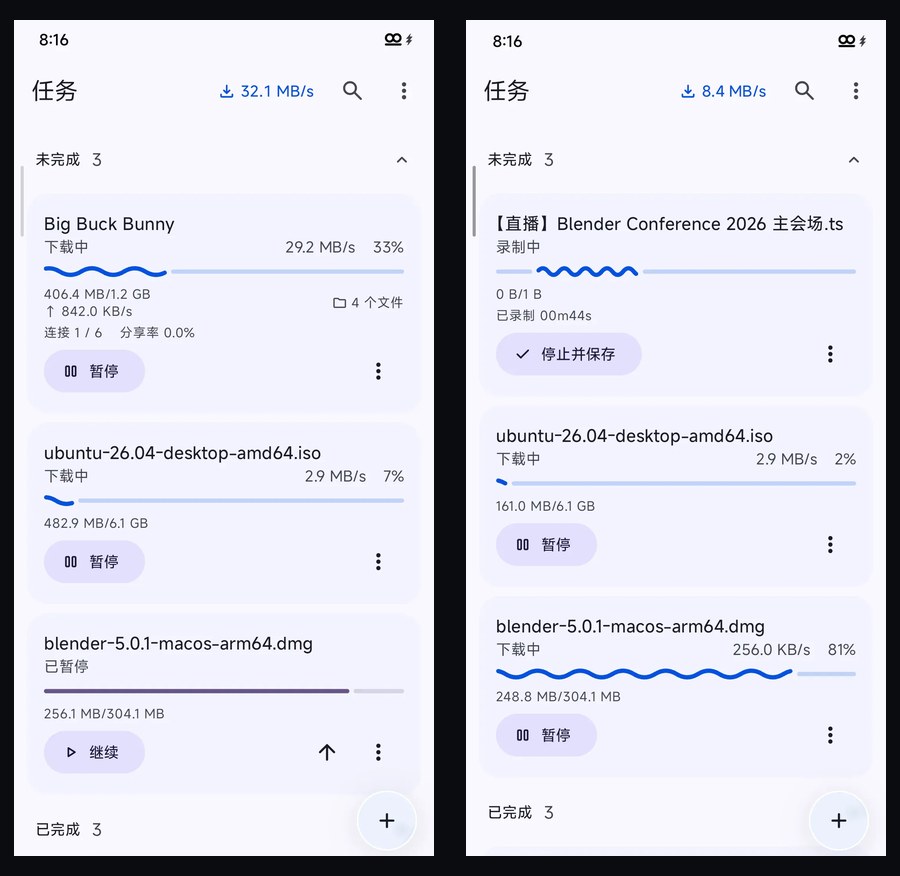 8:16
任务
32.1 MB/s
未完成 3
Big Buck Bunny
下载中
29.2 MB/s 33%
406.4 MB/1.2 GB
↑ 842.0 KB/s
4 个文件
连接 1 / 6 分享率 0.0%
暂停
ubuntu-26.04-desktop-amd64.iso
下载中
2.9 MB/s 7%
482.9 MB/6.1 GB
暂停
blender-5.0.1-macos-arm64.dmg
已暂停
256.1 MB/304.1 MB
继续
已完成 3
8:16
任务
8.4 MB/s
未完成 3
【直播】Blender Conference 2026 主会场.ts
录制中
0 B/1 B
已录制 00m44s
停止并保存
ubuntu-26.04-desktop-amd64.iso
下载中
2.9 MB/s 2%
161.0 MB/6.1 GB
暂停
blender-5.0.1-macos-arm64.dmg
下载中
256.0 KB/s 81%
248.8 MB/304.1 MB
暂停
已完成 3